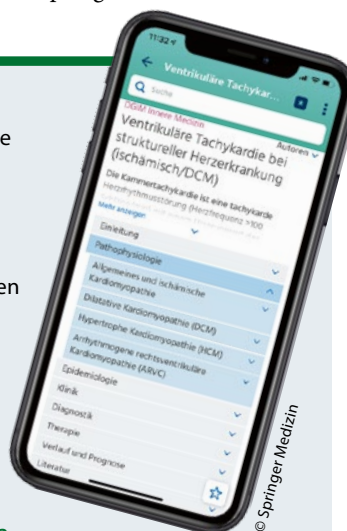 11:32
Ventrikuläre Tachykar...
Suche
DGIM Innere Medizin
Autoren
Ventrikuläre Tachykardie bei
struktureller Herzerkrankung
(ischämisch/DCM)
Die Kammertachykardie ist eine tachykarde
Herzrhythmusstörung (Herzfrequenz >100
Mehr anzeigen
Einleitung
Pathophysiologie
Allgemeines und ischämische
Kardiomyopathie
Dilatative Kardiomyopathie (DCM)
Hypertrophe Kardiomyopathie (HCM)
Arrhythmogene rechtsventrikuläre
Kardiomyopathie (ARVC)
Epidemiologie
Klinik
Diagnostik
Therapie
Verlauf und Prognose
Literatur
© Springer Medizin